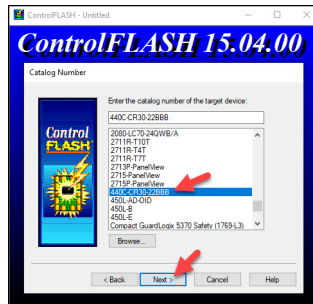 ControlFLASH - Untitled
ControlFLASH 15.04.00
Catalog Number
Enter the catalog number of the target device:
440C-CR30-22BBB
Control
FLASH
2080-LC70-24QWB/A
2711R-T10T
2711R-T4T
2711R-T7T
2713P-PanelView
2715-PanelView
2715P-PanelView
440C-CR30-22BBB
450L-AD-OID
450L-B
450L-E
Compact GuardLogix 5370 Safety (1769-L3)
Browse...
< Back
Next >
Cancel
Help